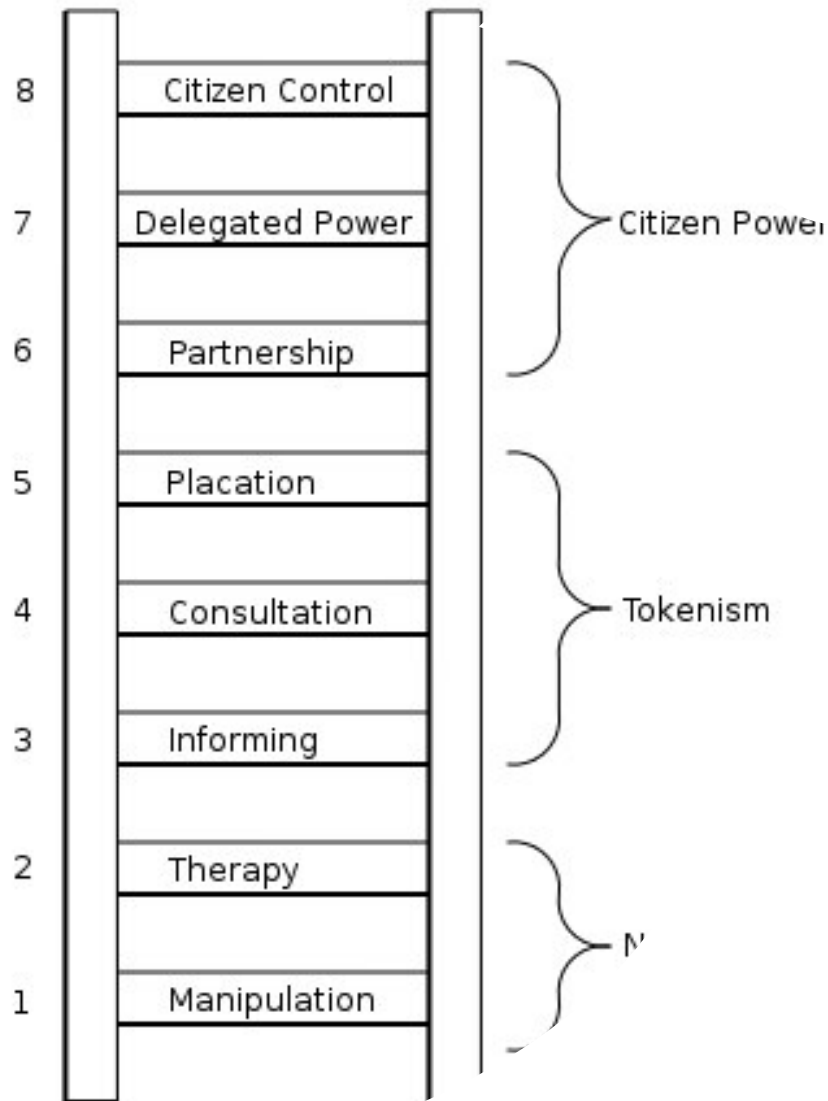 8 Citizen Control
7 Delegated Power Citizen Power
6 Partnership
5 Placation
4 Consultation Tokenism
3 Informing
2 Therapy
1 Manipulation